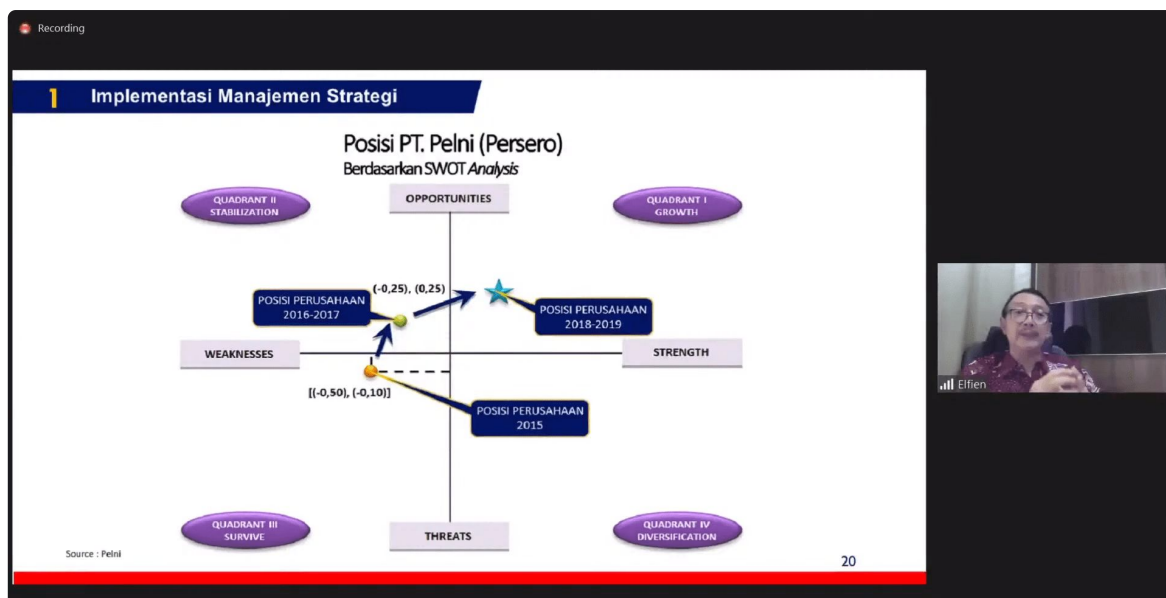 Recording
1 Implementasi Manajemen Strategi
Posisi PT. Pelni (Persero)
Berdasarkan SWOT Analysis
QUADRANT II
STABILIZATION
OPPORTUNITIES
QUADRANT I
GROWTH
(-0,25), (0,25)
POSISI PERUSAHAAN
2016-2017
POSISI PERUSAHAAN
2018-2019
WEAKNESSES
STRENGTH
[(-0,50), (-0,10)]
POSISI PERUSAHAAN
2015
Elfien
QUADRANT III
SURVIVE
THREATS
QUADRANT IV
DIVERSIFICATION
Source : Pelni
20